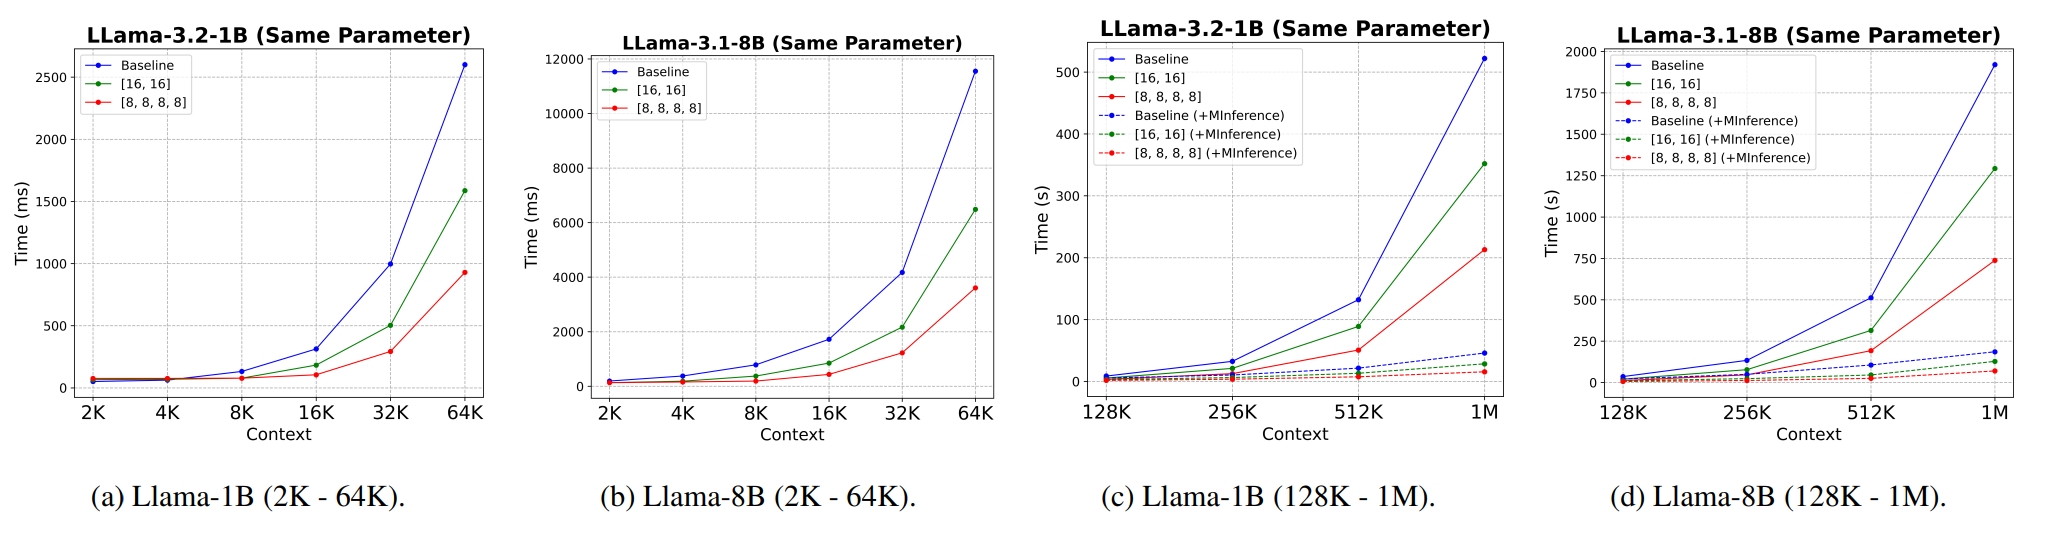 LLama-3.2-1B (Same Parameter)
Baseline
[16, 16]
[8, 8, 8, 8]
2500
2000
1500
1000
500
0
Time (ms)
2K 4K 8K 16K 32K 64K
Context
(a) Llama-1B (2K - 64K).
LLama-3.1-8B (Same Parameter)
Baseline
[16, 16]
[8, 8, 8, 8]
12000
10000
8000
6000
4000
2000
0
Time (ms)
2K 4K 8K 16K 32K 64K
Context
(b) Llama-8B (2K - 64K).
LLama-3.2-1B (Same Parameter)
Baseline
[16, 16]
[8, 8, 8, 8]
Baseline (+MInference)
[16, 16] (+MInference)
[8, 8, 8, 8] (+MInference)
500
400
300
200
100
0
Time (s)
128K 256K 512K 1M
Context
(c) Llama-1B (128K - 1M).
LLama-3.1-8B (Same Parameter)
Baseline
[16, 16]
[8, 8, 8, 8]
Baseline (+MInference)
[16, 16] (+MInference)
[8, 8, 8, 8] (+MInference)
2000
1750
1500
1250
1000
750
500
250
0
Time (s)
128K 256K 512K 1M
Context
(d) Llama-8B (128K - 1M).